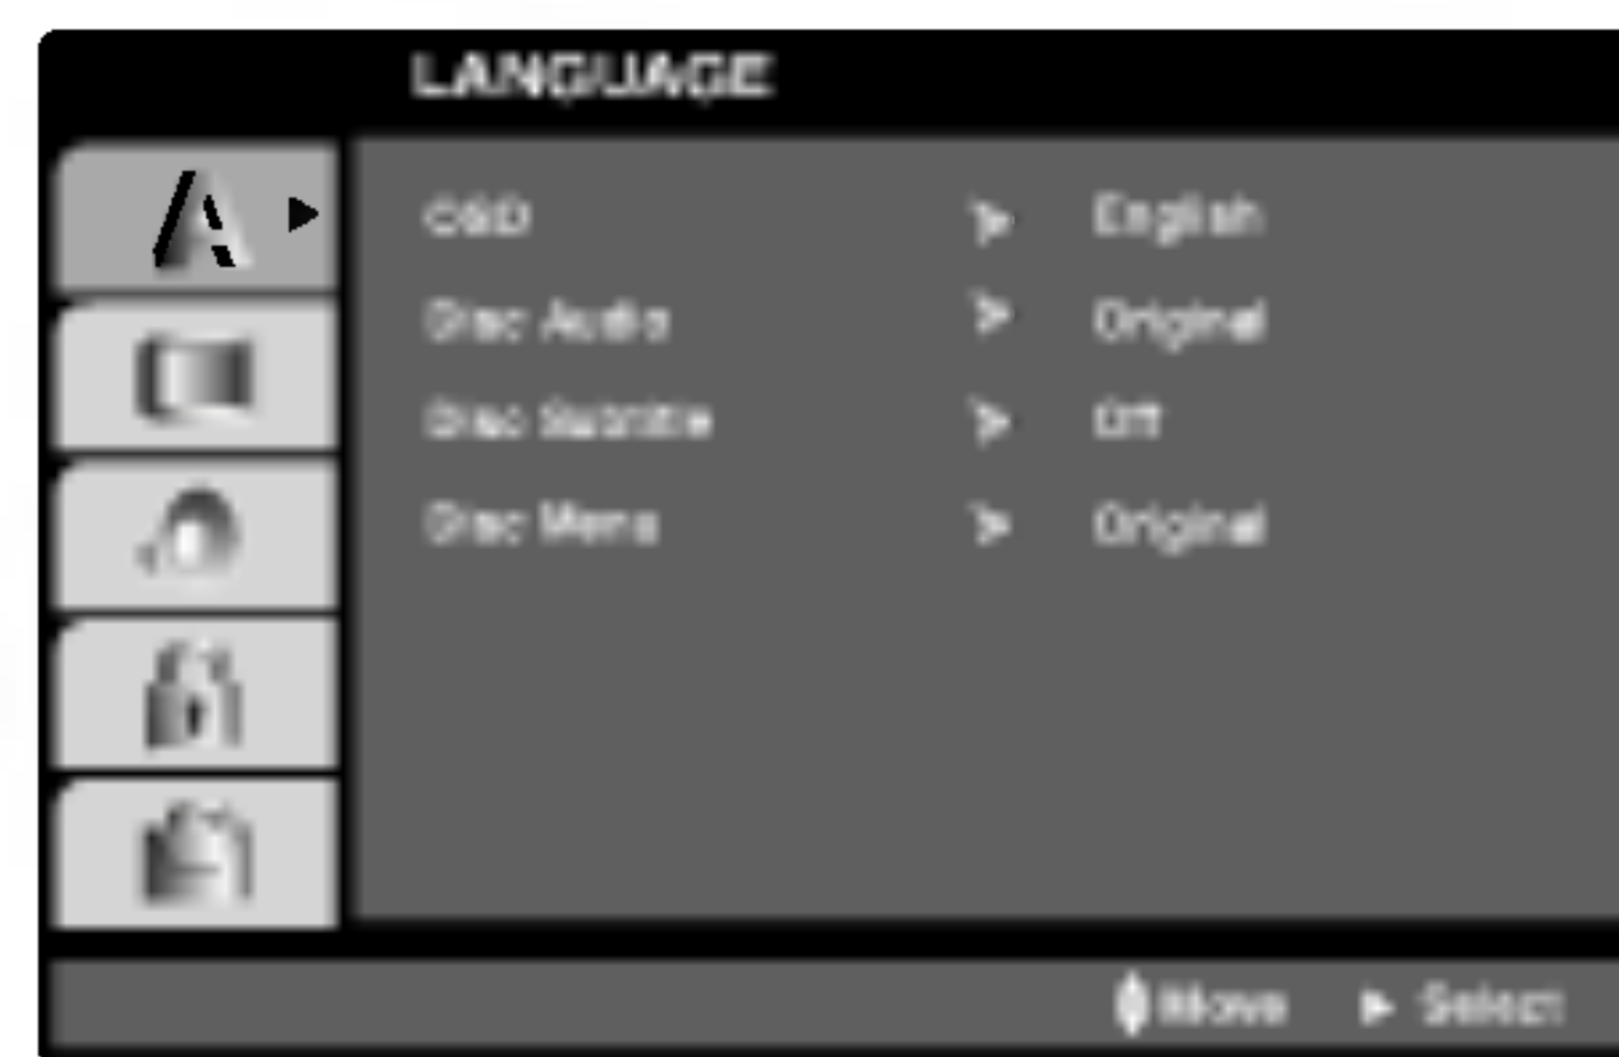 LANGUAGE
OSD English
Disc Audio Original
Disc Subtitle Off
Disc Menu Original
Move Select